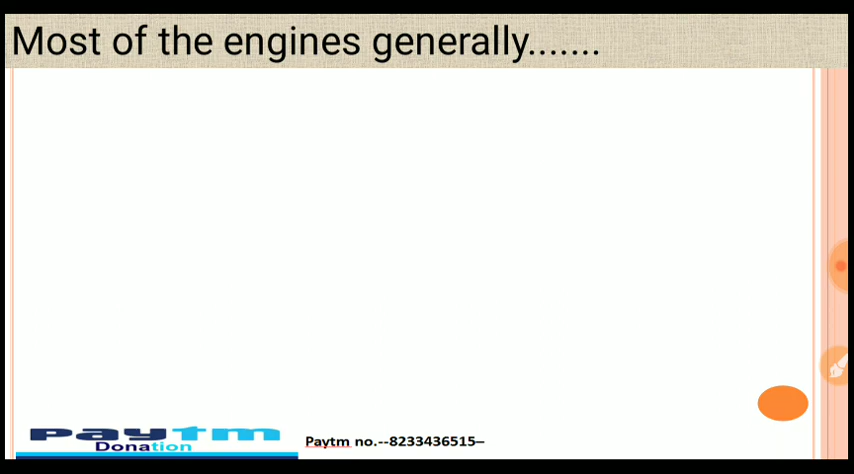 Most of the engines generally.......
paytm
Donation
Paytm no.--8233436515–